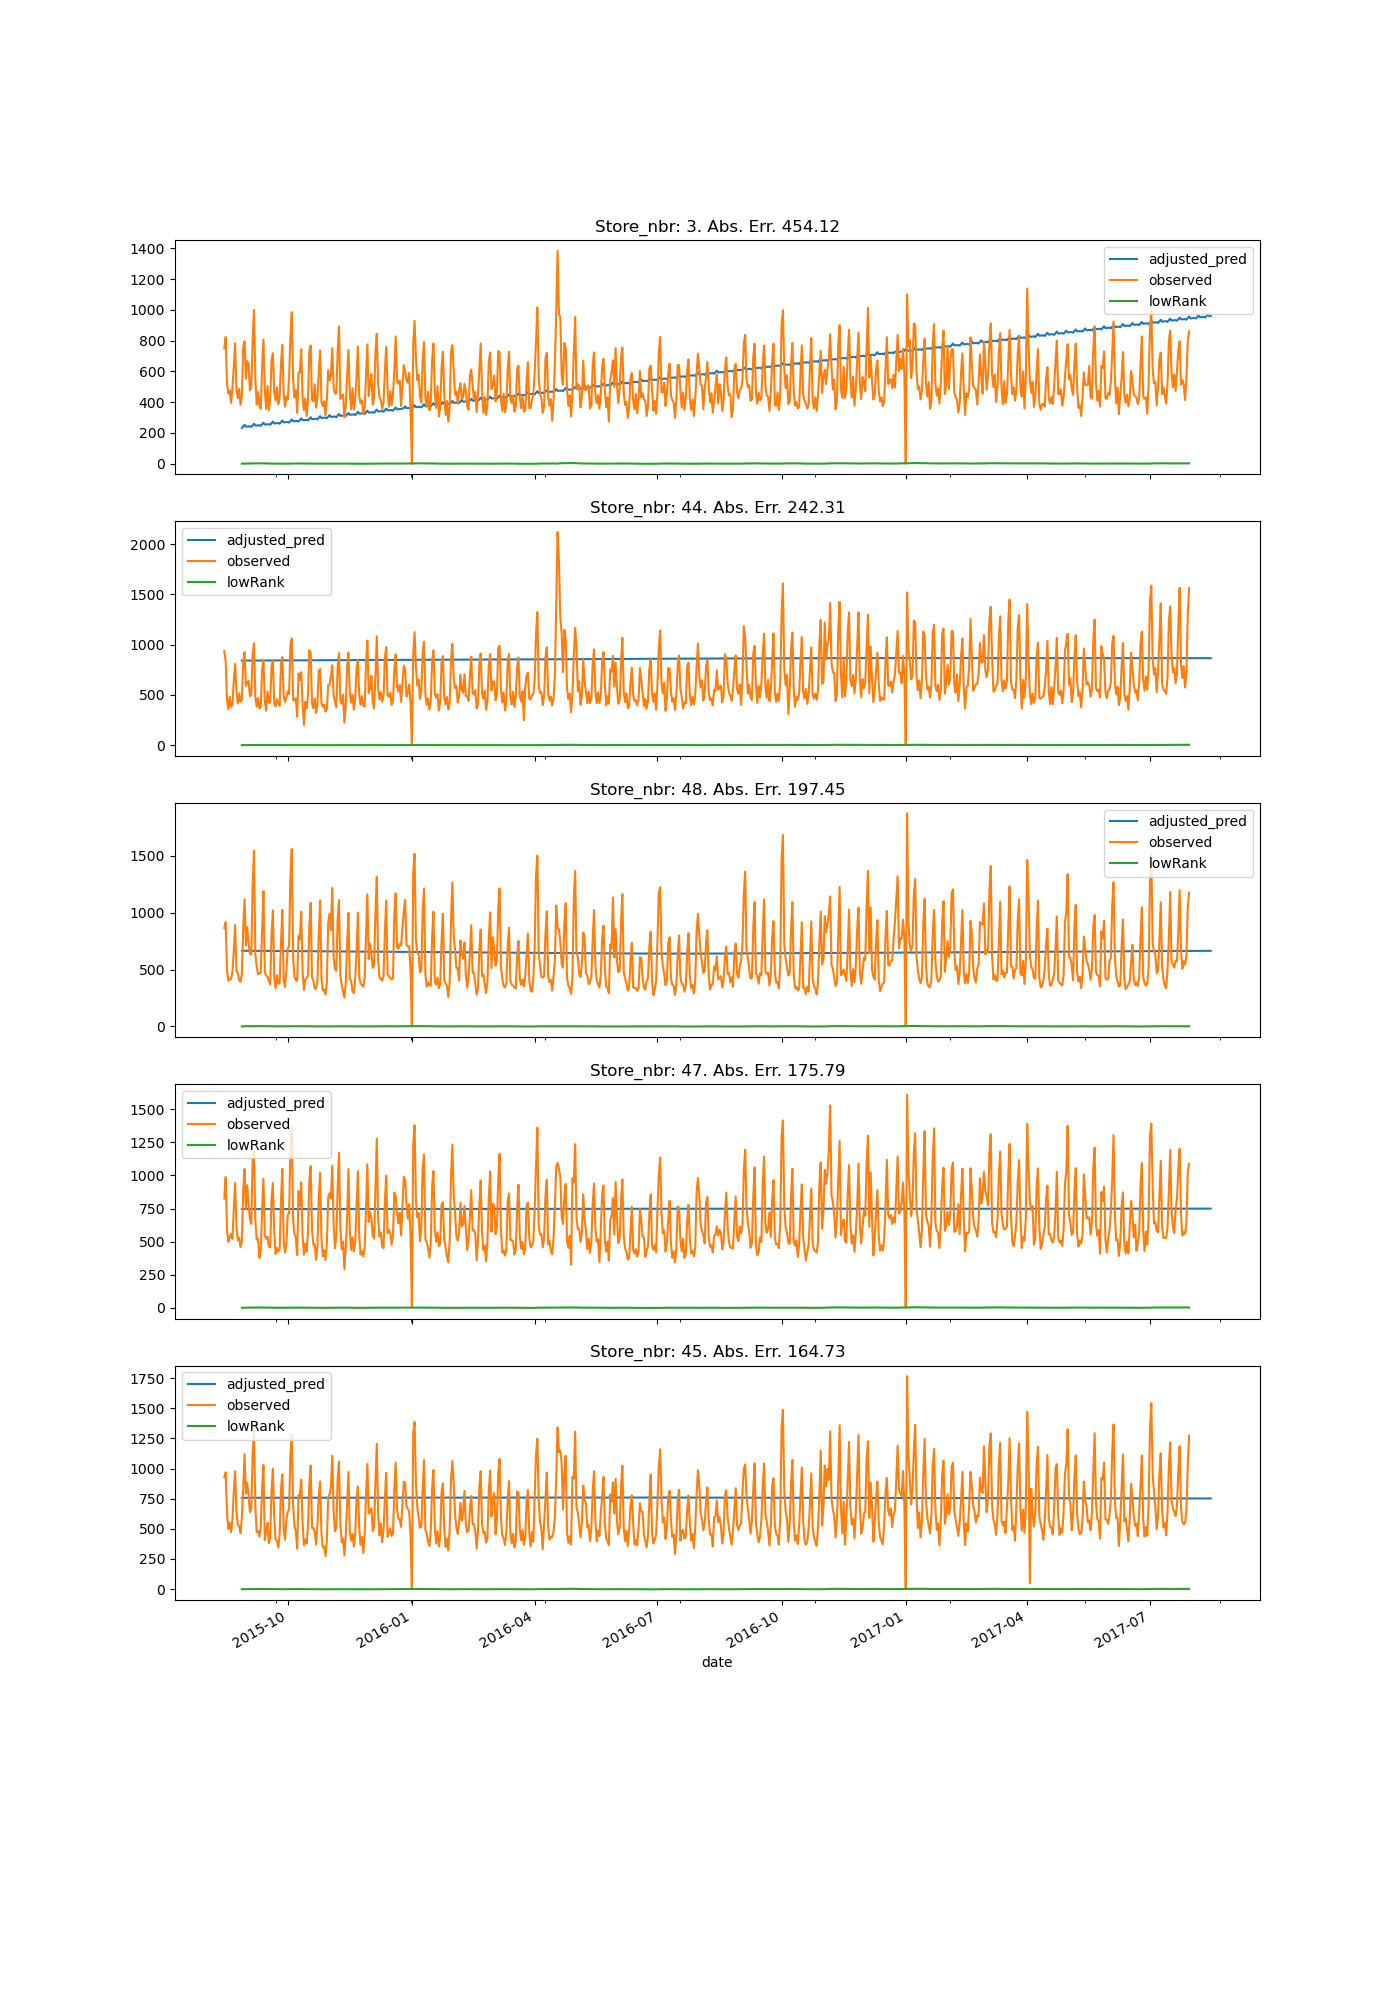 Store_nbr: 3. Abs. Err. 454.12
1400
1200
1000
800
600
400
200
0
adjusted_pred
observed
lowRank
Store_nbr: 44. Abs. Err. 242.31
2000
1500
1000
500
0
adjusted_pred
observed
lowRank
Store_nbr: 48. Abs. Err. 197.45
1500
1000
500
0
adjusted_pred
observed
lowRank
Store_nbr: 47. Abs. Err. 175.79
1500
1250
1000
750
500
250
0
adjusted_pred
observed
lowRank
Store_nbr: 45. Abs. Err. 164.73
1750
1500
1250
1000
750
500
250
0
adjusted_pred
observed
lowRank
2015-10 2016-01 2016-04 2016-07 2016-10 2017-01 2017-04 2017-07
date